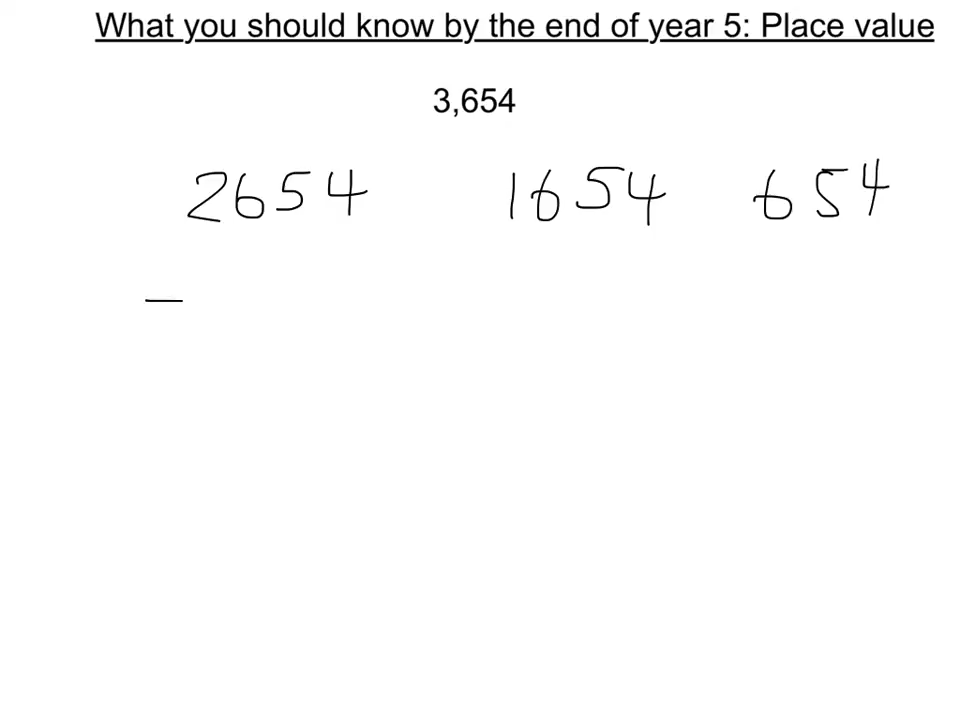 What you should know by the end of year 5: Place value
3,654
2654 1654 654
–